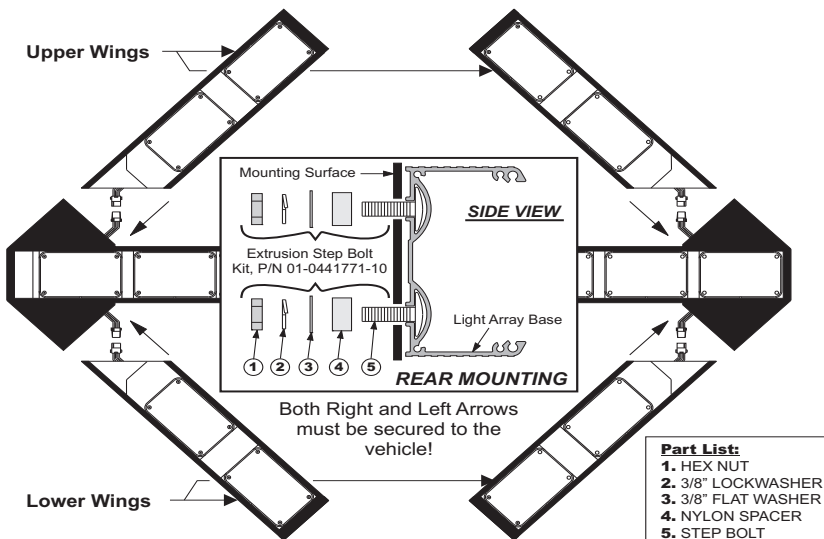 Upper Wings
Mounting Surface
SIDE VIEW
Extrusion Step Bolt
Kit, P/N 01-0441771-10
Light Array Base
1 2 3 4 5
REAR MOUNTING
Both Right and Left Arrows
must be secured to the
vehicle!
Lower Wings
Part List:
1. HEX NUT
2. 3/8” LOCKWASHER
3. 3/8” FLAT WASHER
4. NYLON SPACER
5. STEP BOLT